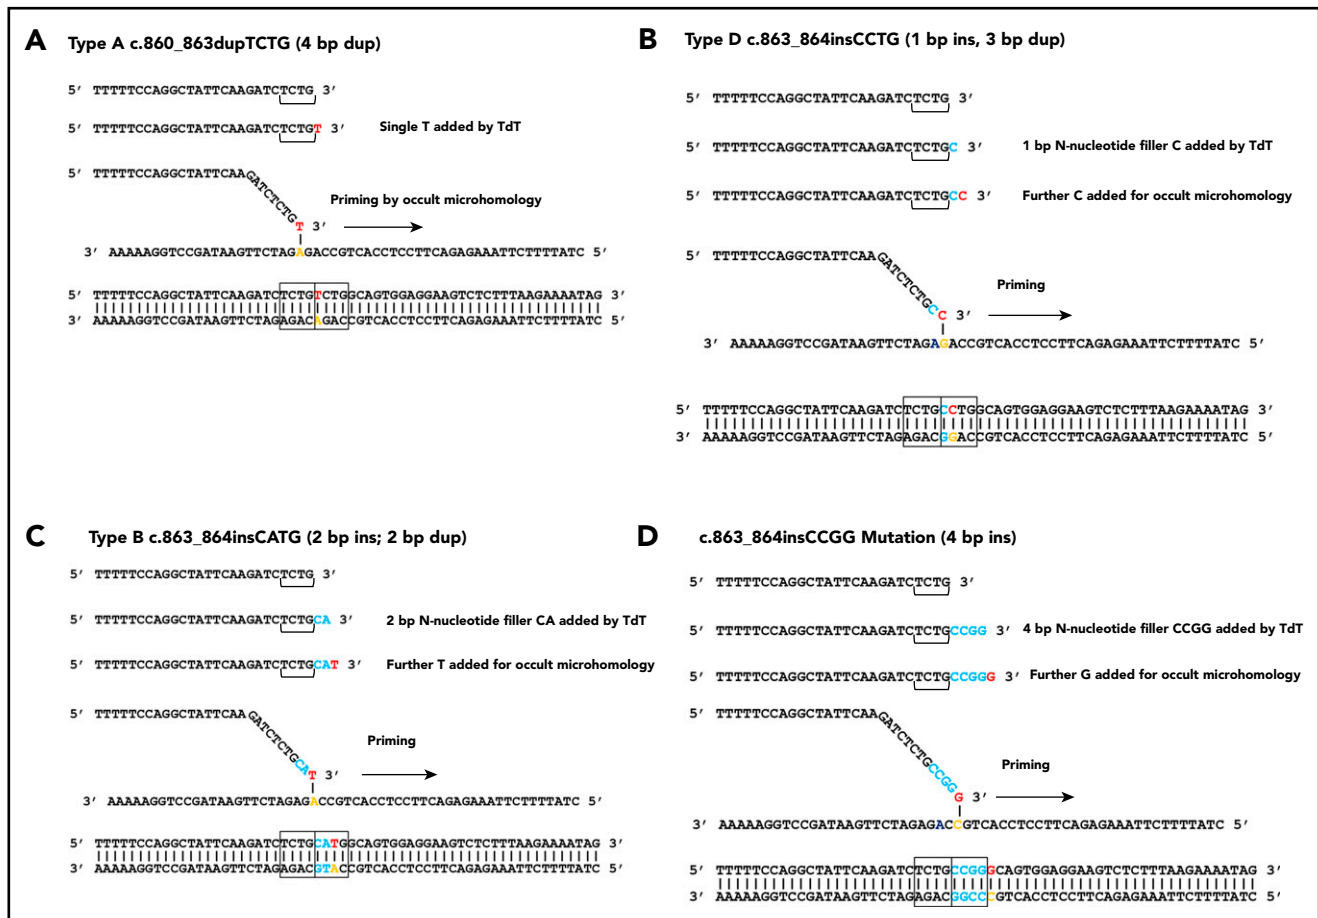 A Type A c.860_863dupTCTG (4 bp dup)
5′ TTTTTCCAGGCTATTCAAGATCTCTG 3′
5′ TTTTTCCAGGCTATTCAAGATCTCTGT 3′ Single T added by TdT
5′ TTTTTCCAGGCTATTCAAGATCTCTGT 3′
Priming by occult microhomology
3′ AAAAAGGTCCGATAAGTTCTAGAGACCGTCACCTCCTTCAGAGAAATTCTTTTATC 5′
5′ TTTTTCCAGGCTATTCAAGATCTCTGTCTGGCAGTGGAGGAAGTCTCTTTAAGAAAATAG 3′
3′ AAAAAGGTCCGATAAGTTCTAGAGACAGACCGTCACCTCCTTCAGAGAAATTCTTTTATC 5′
B Type D c.863_864insCCTG (1 bp ins, 3 bp dup)
5′ TTTTTCCAGGCTATTCAAGATCTCTG 3′
5′ TTTTTCCAGGCTATTCAAGATCTCTGC 3′ 1 bp N-nucleotide filler C added by TdT
5′ TTTTTCCAGGCTATTCAAGATCTCTGCC 3′ Further C added for occult microhomology
5′ TTTTTCCAGGCTATTCAAGATCTCTGCC 3′
Priming
3′ AAAAAGGTCCGATAAGTTCTAGAGACCGTCACCTCCTTCAGAGAAATTCTTTTATC 5′
5′ TTTTTCCAGGCTATTCAAGATCTCTGCCTGGCAGTGGAGGAAGTCTCTTTAAGAAAATAG 3′
3′ AAAAAGGTCCGATAAGTTCTAGAGACGGACCGTCACCTCCTTCAGAGAAATTCTTTTATC 5′
C Type B c.863_864insCATG (2 bp ins; 2 bp dup)
5′ TTTTTCCAGGCTATTCAAGATCTCTG 3′
5′ TTTTTCCAGGCTATTCAAGATCTCTGCA 3′ 2 bp N-nucleotide filler CA added by TdT
5′ TTTTTCCAGGCTATTCAAGATCTCTGCAT 3′ Further T added for occult microhomology
5′ TTTTTCCAGGCTATTCAAGATCTCTGCAT 3′
Priming
3′ AAAAAGGTCCGATAAGTTCTAGAGACCGTCACCTCCTTCAGAGAAATTCTTTTATC 5′
5′ TTTTTCCAGGCTATTCAAGATCTCTGCATGGCAGTGGAGGAAGTCTCTTTAAGAAAATAG 3′
3′ AAAAAGGTCCGATAAGTTCTAGAGACGTACCGTCACCTCCTTCAGAGAAATTCTTTTATC 5′
D c.863_864insCCGG Mutation (4 bp ins)
5′ TTTTTCCAGGCTATTCAAGATCTCTG 3′
5′ TTTTTCCAGGCTATTCAAGATCTCTGCCGG 3′ 4 bp N-nucleotide filler CCGG added by TdT
5′ TTTTTCCAGGCTATTCAAGATCTCTGCCGGG 3′ Further G added for occult microhomology
5′ TTTTTCCAGGCTATTCAAGATCTCTGCCGGG 3′
Priming
3′ AAAAAGGTCCGATAAGTTCTAGAGACCGTCACCTCCTTCAGAGAAATTCTTTTATC 5′
5′ TTTTTCCAGGCTATTCAAGATCTCTGCCGGGCAGTGGAGGAAGTCTCTTTAAGAAAATAG 3′
3′ AAAAAGGTCCGATAAGTTCTAGAGACGGCCCGTCACCTCCTTCAGAGAAATTCTTTTATC 5′